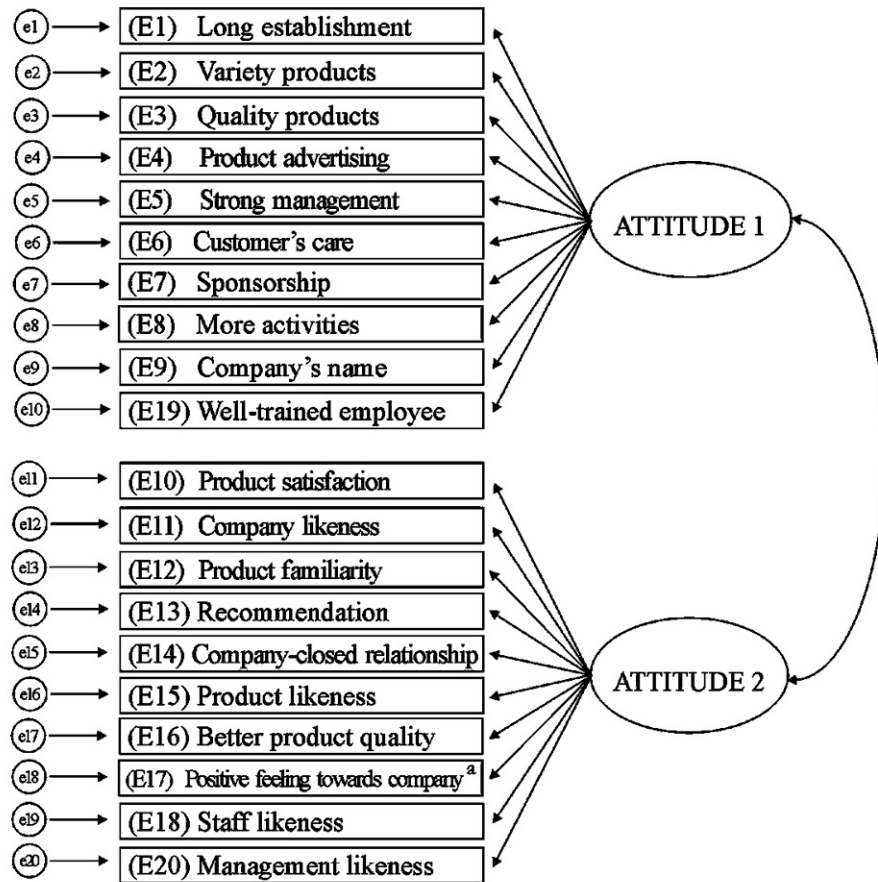 e1 (E1) Long establishment
e2 (E2) Variety products
e3 (E3) Quality products
e4 (E4) Product advertising
e5 (E5) Strong management
e6 (E6) Customer's care
e7 (E7) Sponsorship
e8 (E8) More activities
e9 (E9) Company's name
e10 (E19) Well-trained employee
ATTITUDE 1
e11 (E10) Product satisfaction
e12 (E11) Company likeness
e13 (E12) Product familiarity
e14 (E13) Recommendation
e15 (E14) Company-closed relationship
e16 (E15) Product likeness
e17 (E16) Better product quality
e18 (E17) Positive feeling towards company a
e19 (E18) Staff likeness
e20 (E20) Management likeness
ATTITUDE 2